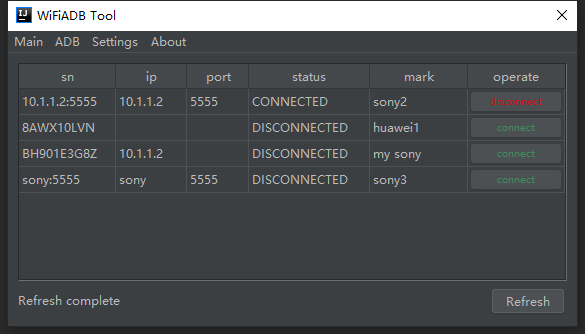 IJ WiFiADB Tool
Main ADB Settings About
sn ip port status mark operate
10.1.1.2:5555 10.1.1.2 5555 CONNECTED sony2 disconnect
8AWX10LVN DISCONNECTED huawei1 connect
BH901E3G8Z 10.1.1.2 DISCONNECTED my sony connect
sony:5555 sony 5555 DISCONNECTED sony3 connect
Refresh complete Refresh